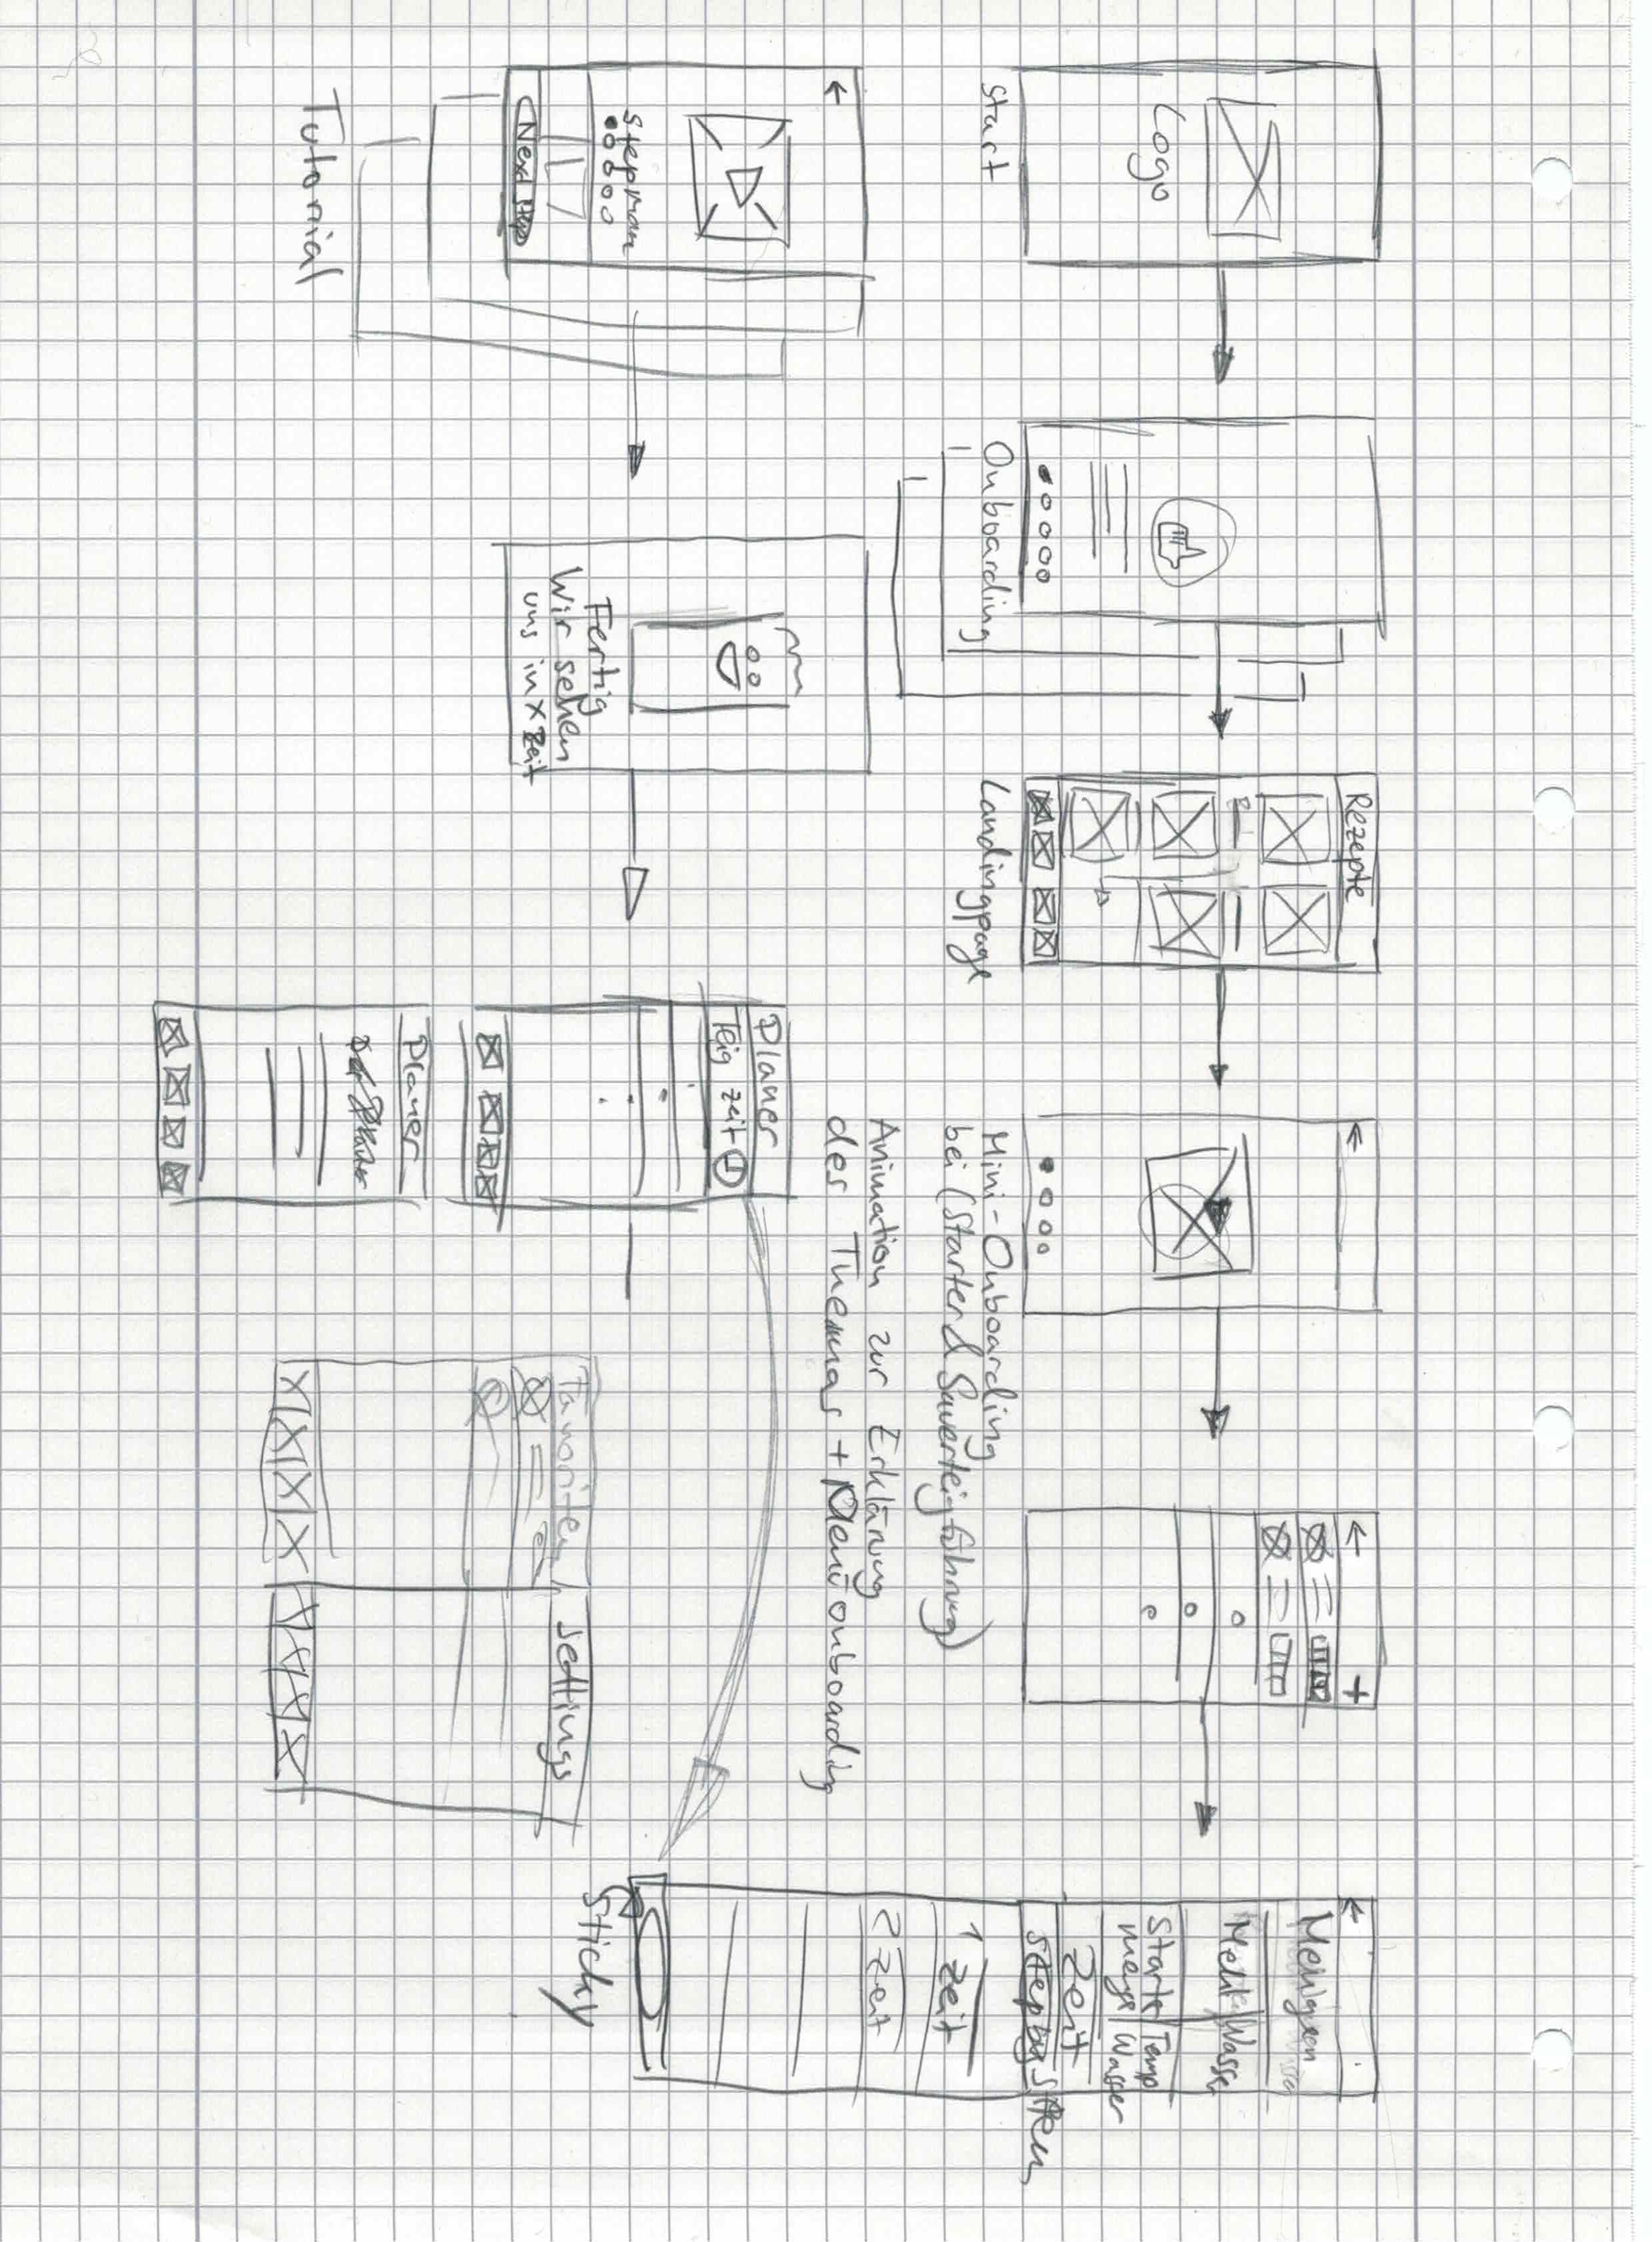 Logo
Start
Onboarding
Rezepte
Landingpage
Mini-Onboarding
bei (Starter & Sauerteigführung)
Animation zur Erklärung
des Themas + Menüonboarding
Mengen
Mehl Wasser
Starter Temp
menge Wasser
Zeit
step by step
1 Zeit
2 Zeit
Sticky
Next Step
Tutorial
Fertig
Wir sehen
uns in X Zeit
Planer
Teig Zeit
Planer
Favoriten
Settings